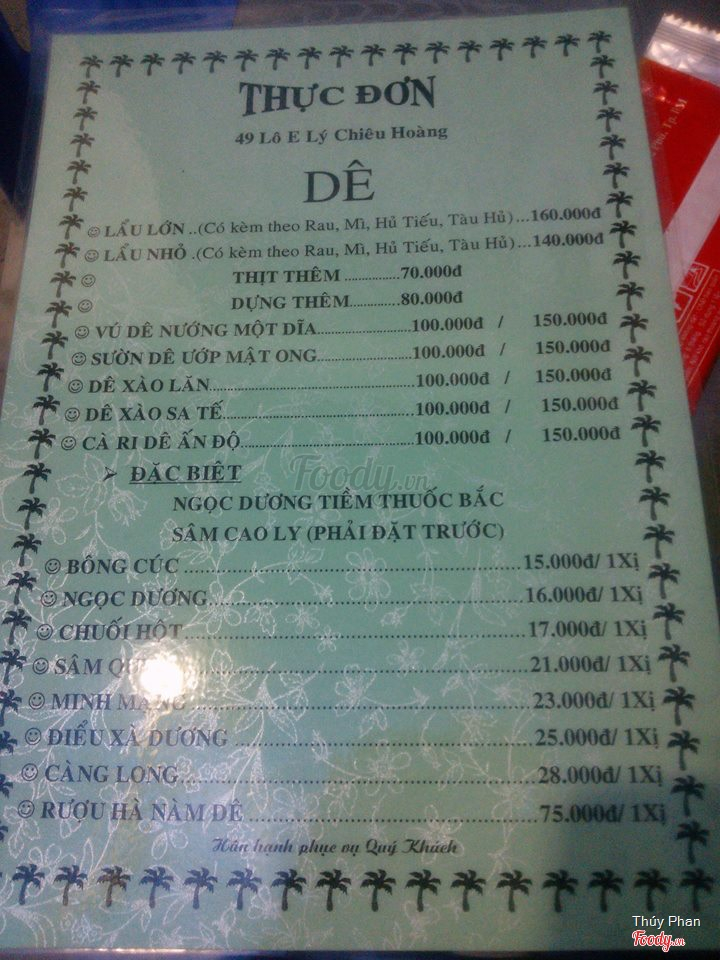 THỰC ĐƠN
49 Lô E Lý Chiêu Hoàng
DÊ
LẨU LỚN ..(Có kèm theo Rau, Mì, Hủ Tiếu, Tàu Hủ)...160.000đ
LẨU NHỎ .(Có kèm theo Rau, Mì, Hủ Tiếu, Tàu Hủ)...140.000đ
THỊT THÊM ................70.000đ
DỰNG THÊM..............80.000đ
VÚ DÊ NƯỚNG MỘT DĨA........................100.000đ / 150.000đ
SƯỜN DÊ ƯỚP MẬT ONG........................100.000đ / 150.000đ
DÊ XÀO LĂN........................100.000đ / 150.000đ
DÊ XÀO SA TẾ........................100.000đ / 150.000đ
CÀ RI DÊ ẤN ĐỘ........................100.000đ / 150.000đ
➢ ĐẶC BIỆT
Foody.vn
NGỌC DƯƠNG TIỀM THUỐC BẮC
SÂM CAO LY (PHẢI ĐẶT TRƯỚC)
BÔNG CÚC ........................15.000đ/ 1Xị
NGỌC DƯƠNG........................16.000đ/ 1Xị
CHUỐI HỘT........................17.000đ/ 1Xị
SÂM ........................21.000đ/ 1Xị
MINH MẠNG ........................23.000đ/ 1Xị
ĐIỂU XÀ DƯƠNG ........................25.000đ/ 1Xị
CÀNG LONG........................28.000đ/ 1Xị
RƯỢU HÀ NÀM DÊ ........................75.000đ/ 1Xị
Hân hạnh phục vụ Quý Khách
Thúy Phan
Foody.vn